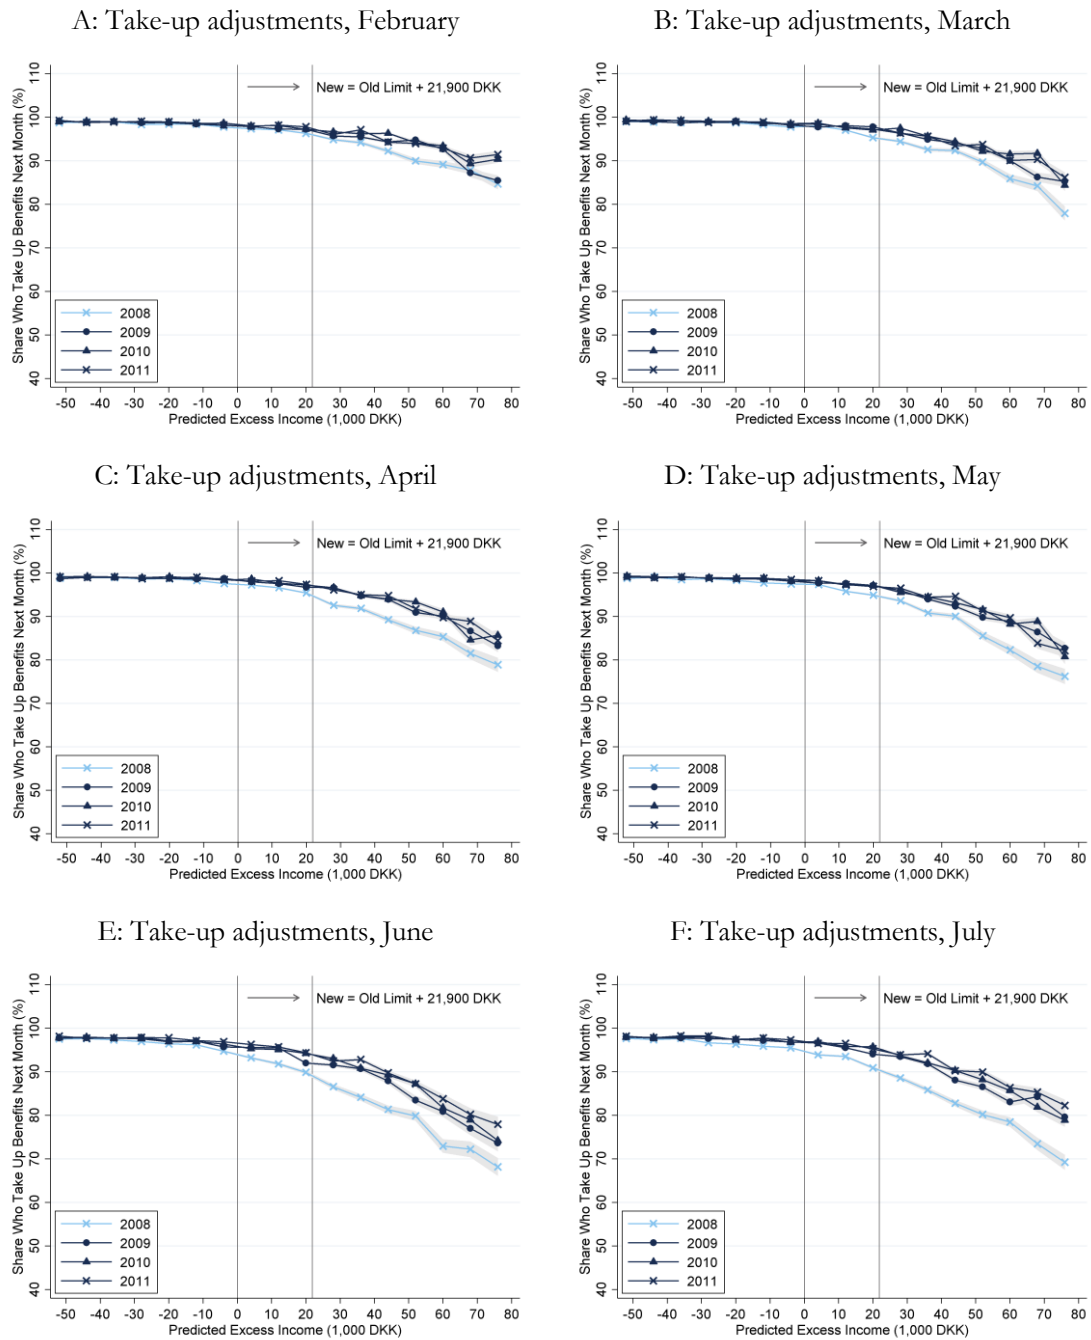 A: Take-up adjustments, February
Share Who Take Up Benefits Next Month (%)
110
100
90
80
70
60
50
40
New = Old Limit + 21,900 DKK
2008
2009
2010
2011
-50 -40 -30 -20 -10 0 10 20 30 40 50 60 70 80
Predicted Excess Income (1,000 DKK)
B: Take-up adjustments, March
Share Who Take Up Benefits Next Month (%)
110
100
90
80
70
60
50
40
New = Old Limit + 21,900 DKK
2008
2009
2010
2011
-50 -40 -30 -20 -10 0 10 20 30 40 50 60 70 80
Predicted Excess Income (1,000 DKK)
C: Take-up adjustments, April
Share Who Take Up Benefits Next Month (%)
110
100
90
80
70
60
50
40
New = Old Limit + 21,900 DKK
2008
2009
2010
2011
-50 -40 -30 -20 -10 0 10 20 30 40 50 60 70 80
Predicted Excess Income (1,000 DKK)
D: Take-up adjustments, May
Share Who Take Up Benefits Next Month (%)
110
100
90
80
70
60
50
40
New = Old Limit + 21,900 DKK
2008
2009
2010
2011
-50 -40 -30 -20 -10 0 10 20 30 40 50 60 70 80
Predicted Excess Income (1,000 DKK)
E: Take-up adjustments, June
Share Who Take Up Benefits Next Month (%)
110
100
90
80
70
60
50
40
New = Old Limit + 21,900 DKK
2008
2009
2010
2011
-50 -40 -30 -20 -10 0 10 20 30 40 50 60 70 80
Predicted Excess Income (1,000 DKK)
F: Take-up adjustments, July
Share Who Take Up Benefits Next Month (%)
110
100
90
80
70
60
50
40
New = Old Limit + 21,900 DKK
2008
2009
2010
2011
-50 -40 -30 -20 -10 0 10 20 30 40 50 60 70 80
Predicted Excess Income (1,000 DKK)